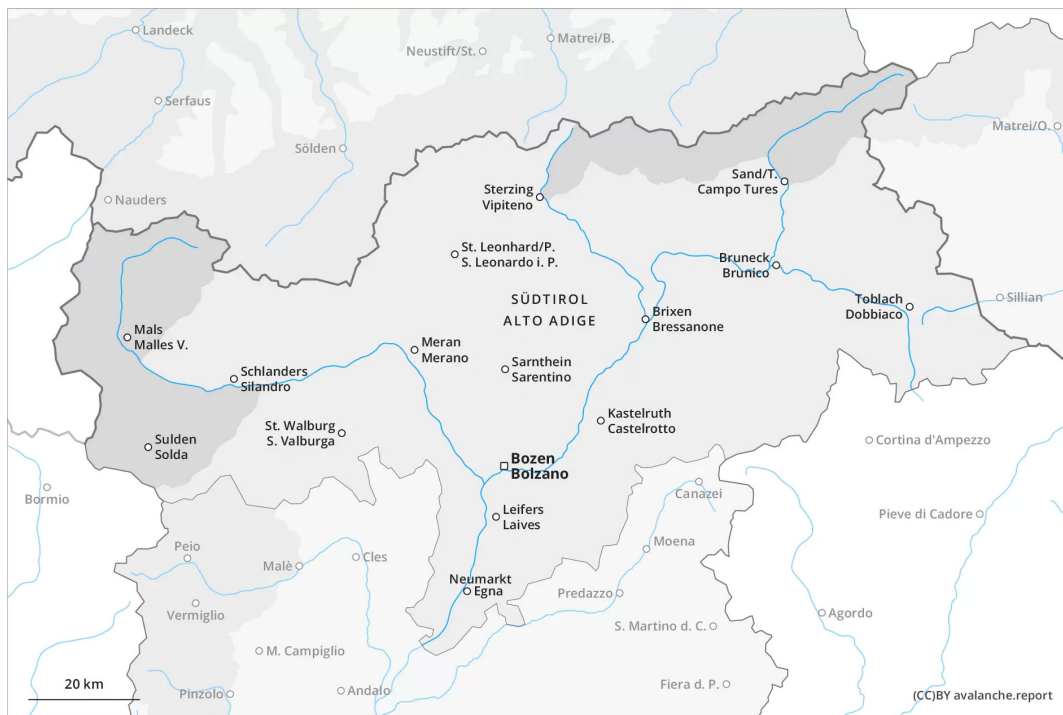 Landeck
Matrei/B.
Neustift/St.
Serfaus
Matrei/O.
Sölden
Sand/T.
Campo Tures
Sterzing
Vipiteno
Nauders
St. Leonhard/P.
S. Leonardo i. P.
Bruneck
Brunico
SÜDTIROL
ALTO ADIGE
Toblach
Dobbiaco
Sillian
Brixen
Bressanone
Mals
Malles V.
Meran
Merano
Sarnthein
Sarentino
Schlanders
Silandro
St. Walburg
S. Valburga
Kastelruth
Castelrotto
Sulden
Solda
Cortina d'Ampezzo
Bozen
Bolzano
Bormio
Canazei
Leifers
Laives
Pieve di Cadore
Peio
Moena
Malè
Cles
Neumarkt
Egna
Predazzo
Vermiglio
Agordo
S. Martino d. C.
M. Campiglio
20 km
Pinzolo
Andalo
Fiera d. P.
(CC)BY avalanche.report